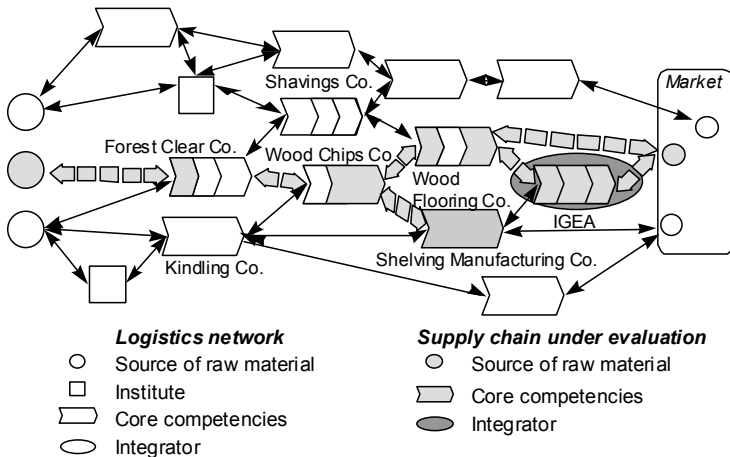 Market
Shavings Co.
Forest Clear Co.
Wood Chips Co.
Wood
Flooring Co.
IGEA
Kindling Co.
Shelving Manufacturing Co.
Logistics network
Source of raw material
Institute
Core competencies
Integrator
Supply chain under evaluation
Source of raw material
Core competencies
Integrator